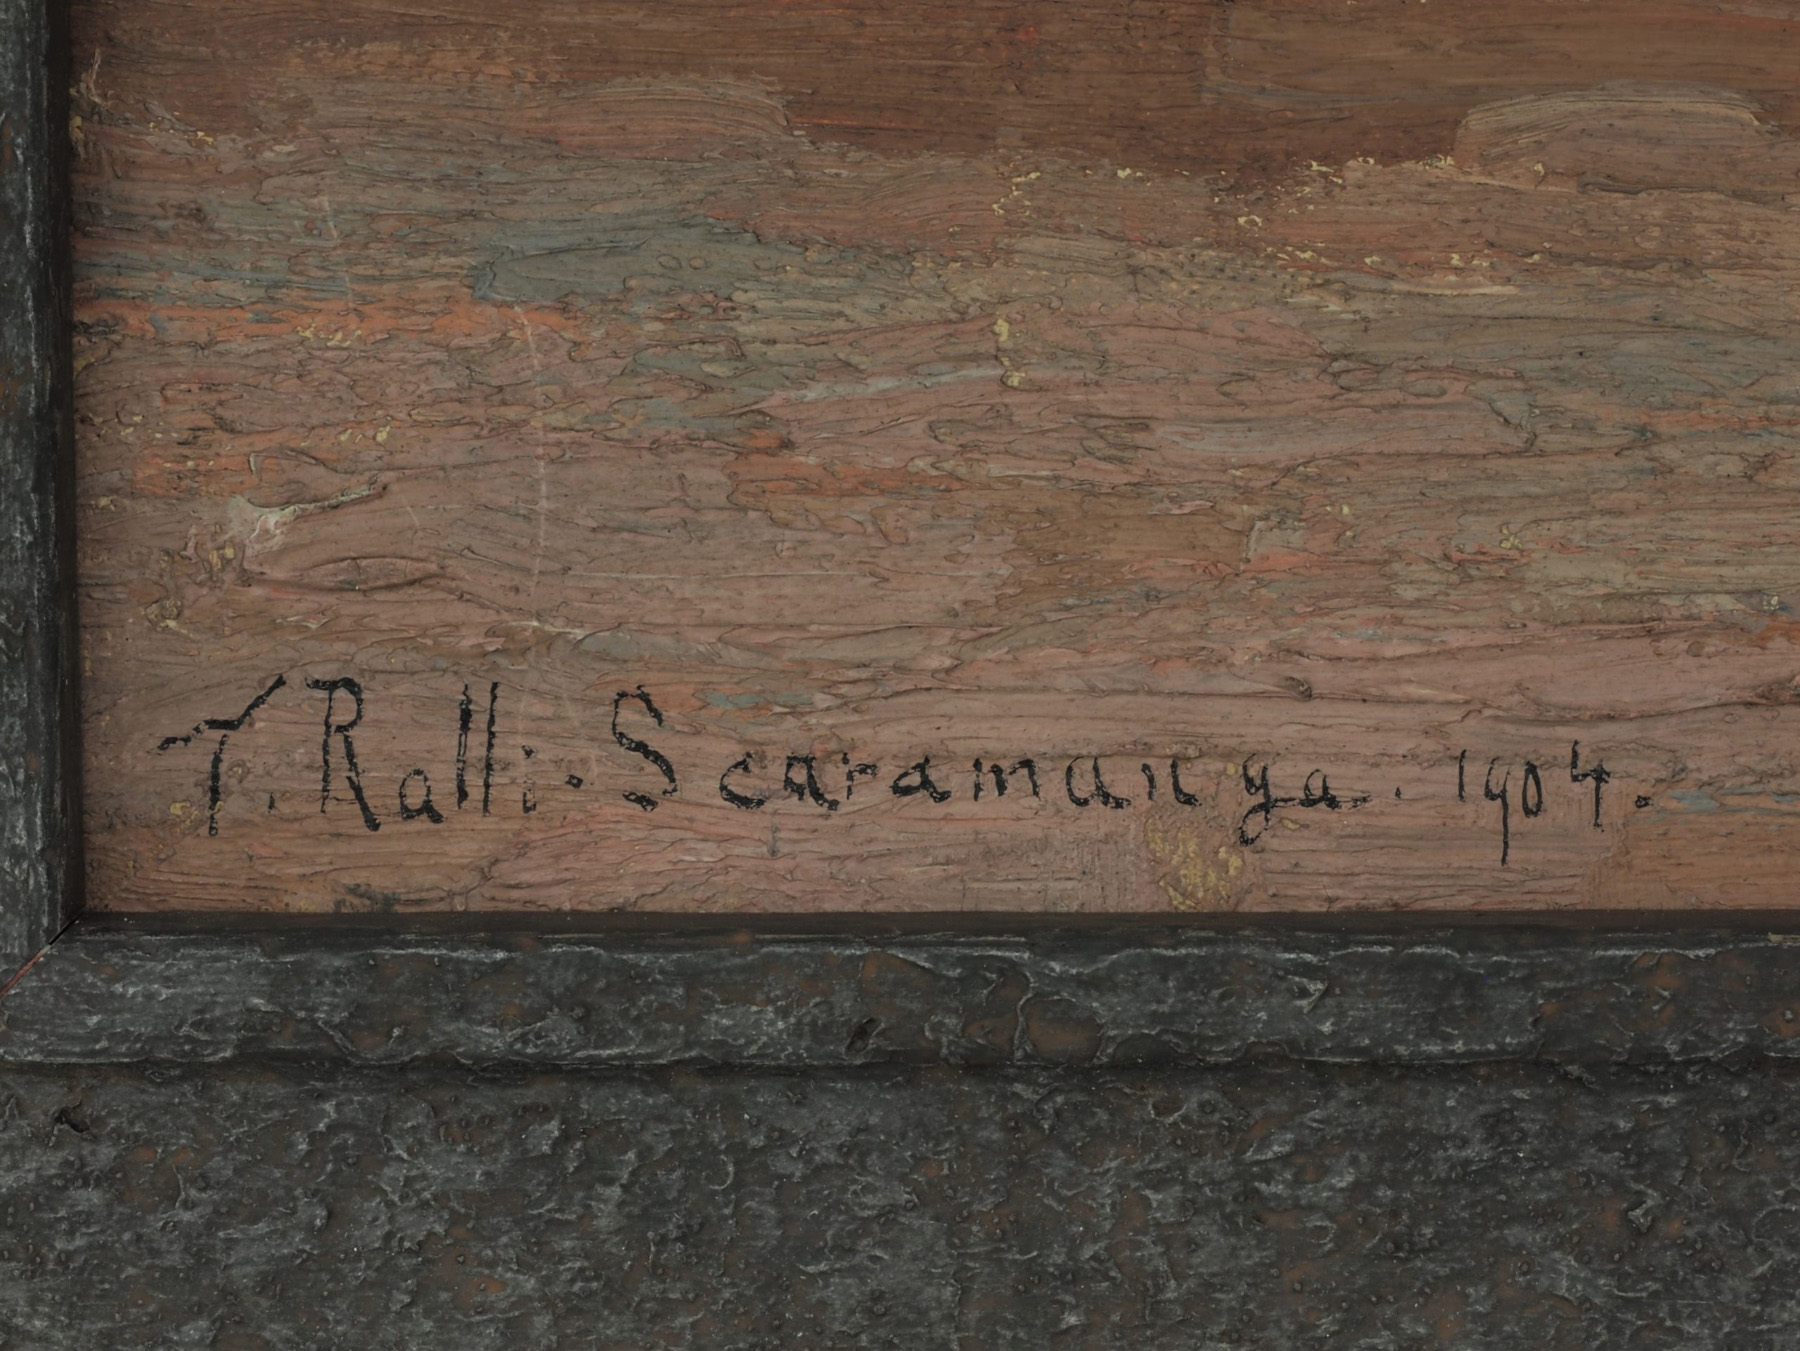 T. Ralli·Scaramanga. 1904.